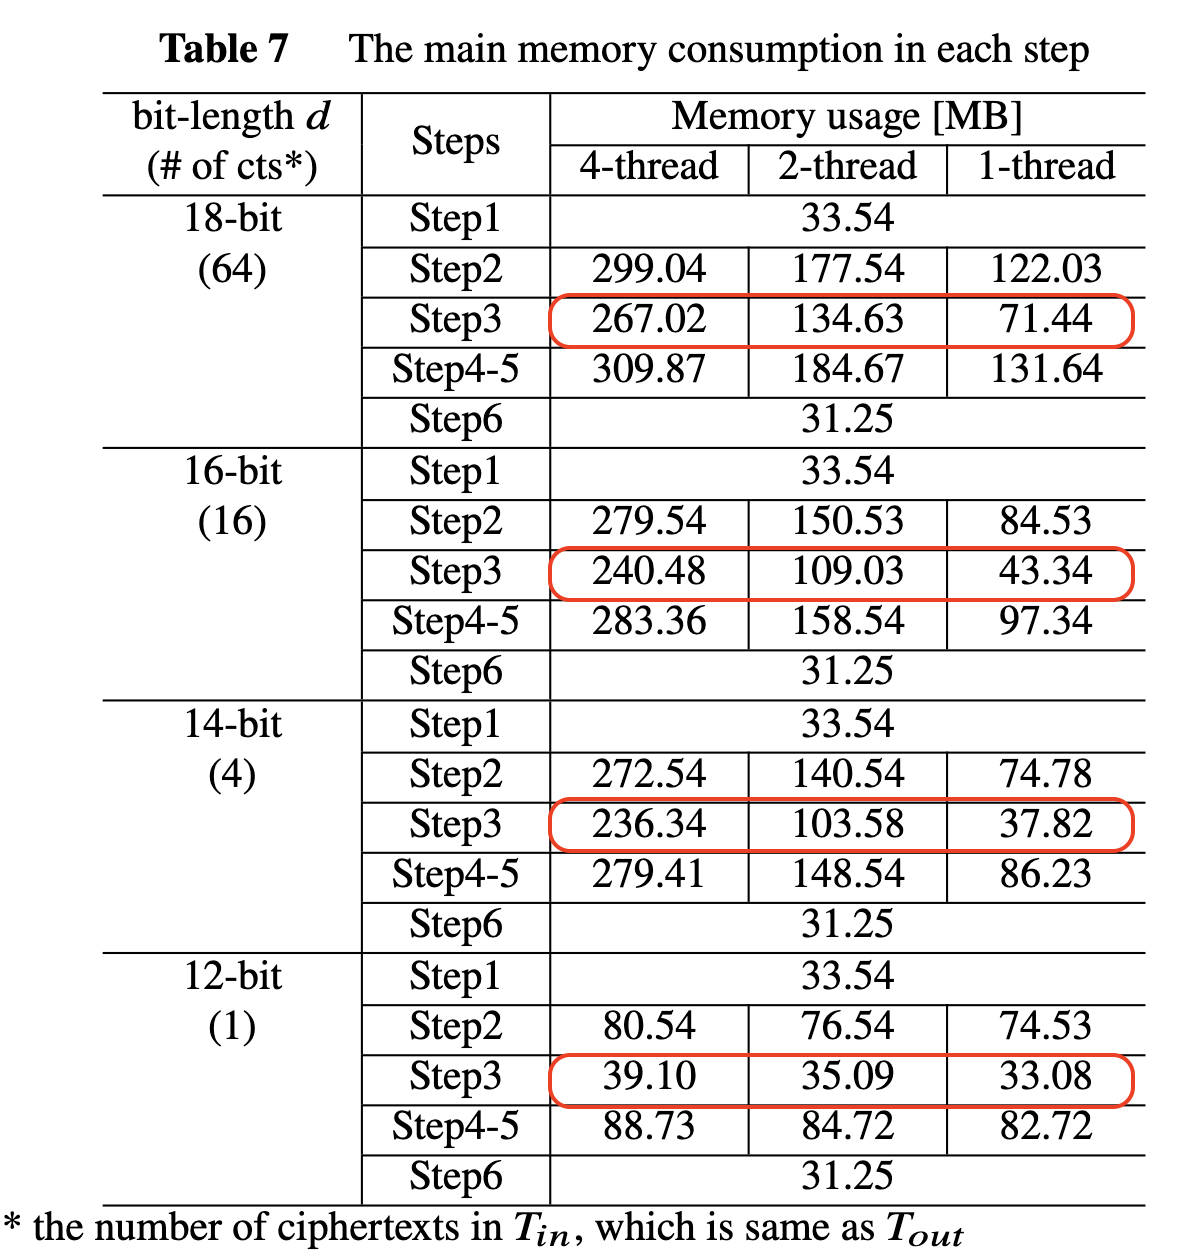 Table 7 The main memory consumption in each step
bit-length d Steps Memory usage [MB]
(# of cts*) 4-thread 2-thread 1-thread
18-bit Step1 33.54
(64) Step2 299.04 177.54 122.03
Step3 267.02 134.63 71.44
Step4-5 309.87 184.67 131.64
Step6 31.25
16-bit Step1 33.54
(16) Step2 279.54 150.53 84.53
Step3 240.48 109.03 43.34
Step4-5 283.36 158.54 97.34
Step6 31.25
14-bit Step1 33.54
(4) Step2 272.54 140.54 74.78
Step3 236.34 103.58 37.82
Step4-5 279.41 148.54 86.23
Step6 31.25
12-bit Step1 33.54
(1) Step2 80.54 76.54 74.53
Step3 39.10 35.09 33.08
Step4-5 88.73 84.72 82.72
Step6 31.25
* the number of ciphertexts in Tin, which is same as Tout